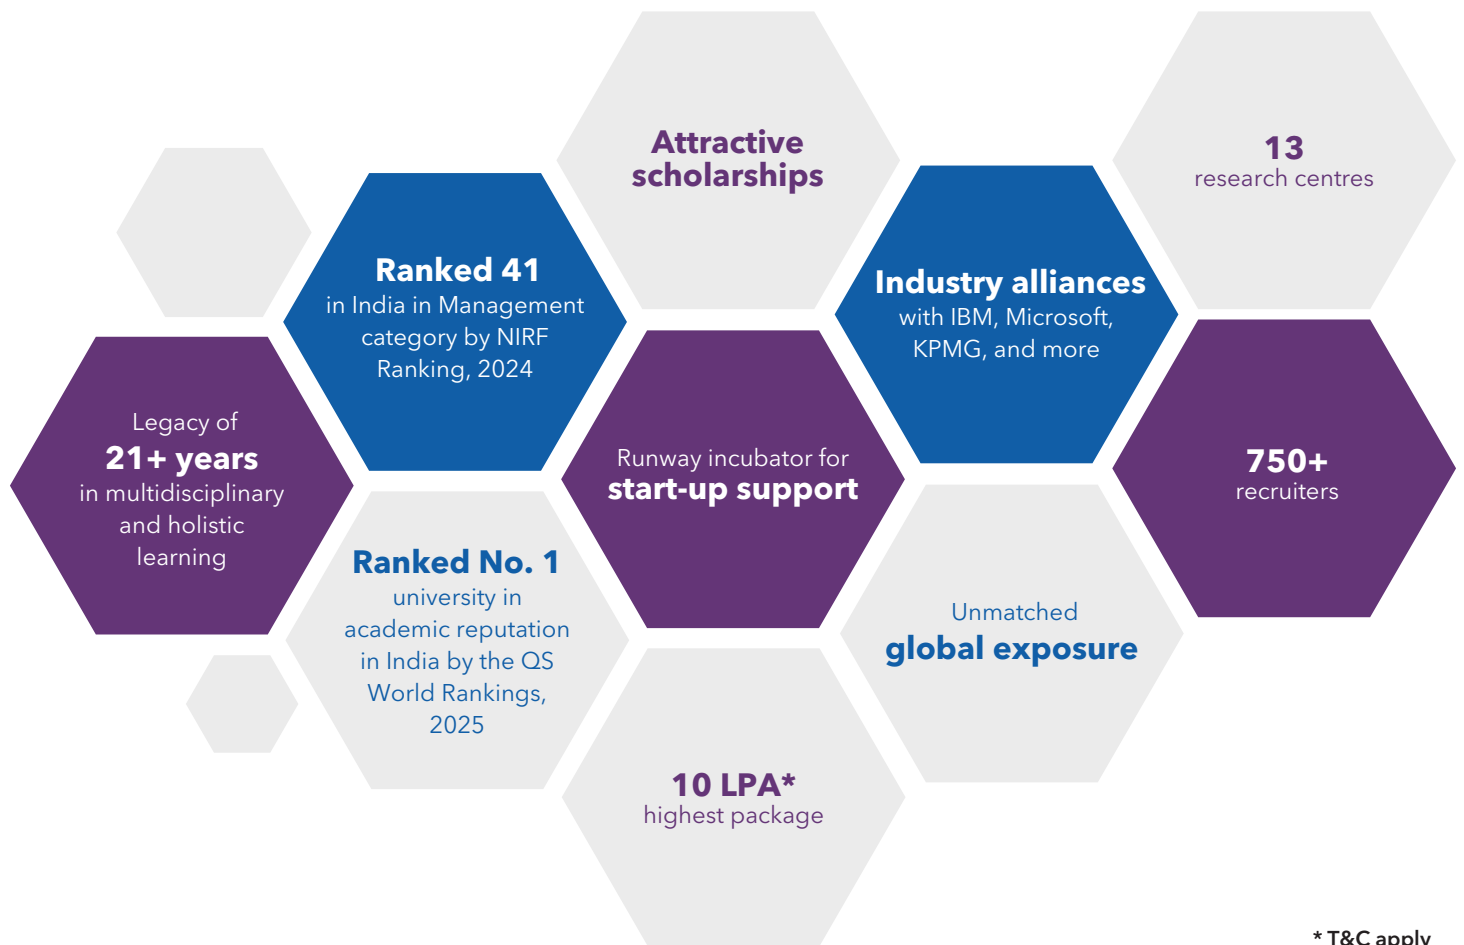 Attractive
scholarships
13
research centres
Ranked 41
in India in Management
category by NIRF
Ranking, 2024
Industry alliances
with IBM, Microsoft,
KPMG, and more
Legacy of
21+ years
in multidisciplinary
and holistic
learning
Runway incubator for
start-up support
750+
recruiters
Ranked No. 1
university in
academic reputation
in India by the QS
World Rankings,
2025
Unmatched
global exposure
10 LPA*
highest package
* T&C apply